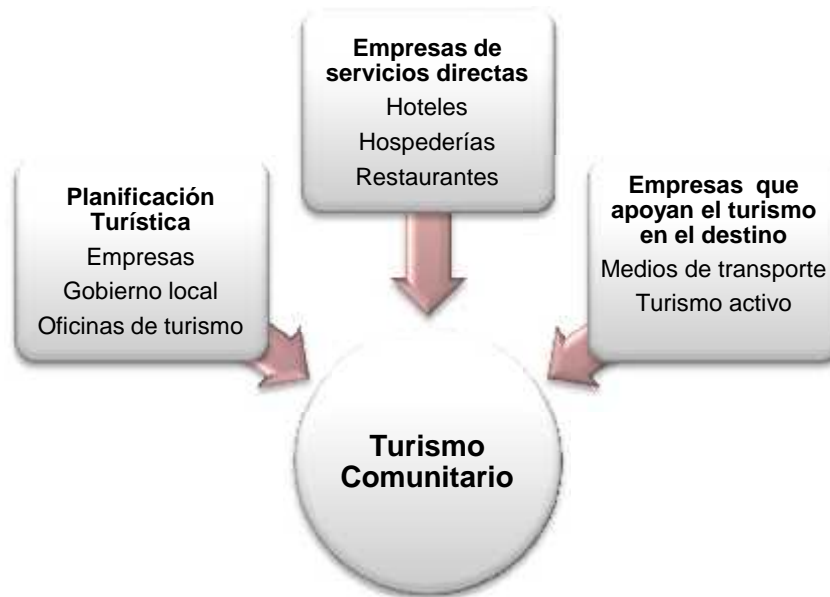 Empresas de
servicios directas
Hoteles
Hospederías
Restaurantes
Planificación
Turística
Empresas
Gobierno local
Oficinas de turismo
Empresas que
apoyan el turismo
en el destino
Medios de transporte
Turismo activo
Turismo
Comunitario